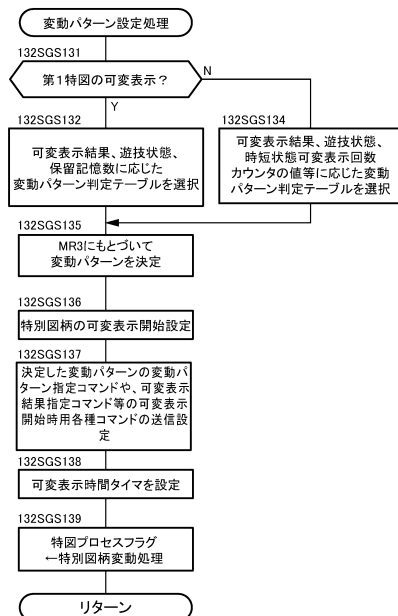 変動パターン設定処理
132SGS131
第1特図の可変表示？
N
Y
132SGS132
可変表示結果、遊技状態、
保留記憶数に応じた
変動パターン判定テーブルを選択
132SGS134
可変表示結果、遊技状態、
時短状態可変表示回数
カウンタの値等に応じた変動
パターン判定テーブルを選択
132SGS135
MR3にもとづいて
変動パターンを決定
132SGS136
特別図柄の可変表示開始設定
132SGS137
決定した変動パターンの変動パ
ターン指定コマンドや、可変表示
結果指定コマンド等の可変表示
開始時用各種コマンドの送信設
定
132SGS138
可変表示時間タイマを設定
132SGS139
特図プロセスフラグ
←特別図柄変動処理
リターン